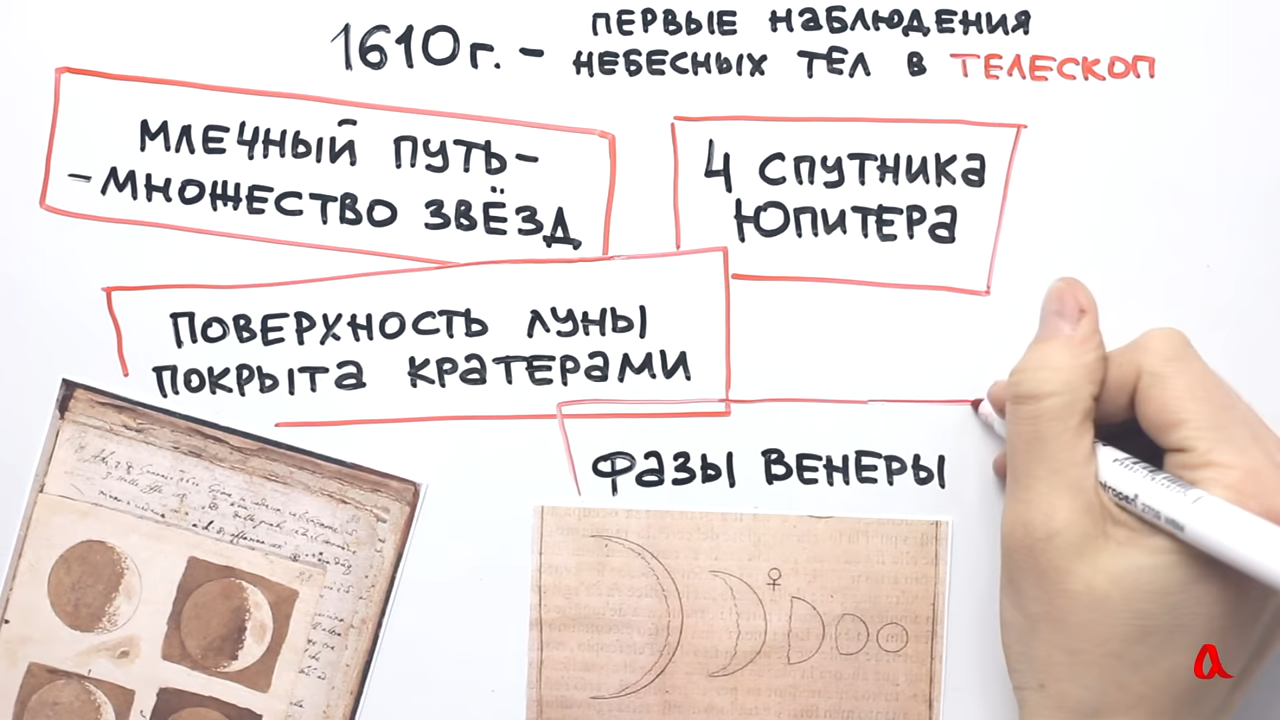 1610г. - ПЕРВЫЕ НАБЛЮДЕНИЯ
НЕБЕСНЫХ ТЕЛ В ТЕЛЕСКОП
МЛЕЧНЫЙ ПУТЬ-
-МНОЖЕСТВО ЗВЁЗД
4 СПУТНИКА
ЮПИТЕРА
ПОВЕРХНОСТЬ ЛУНЫ
ПОКРЫТА КРАТЕРАМИ
ФАЗЫ ВЕНЕРЫ
♀
a